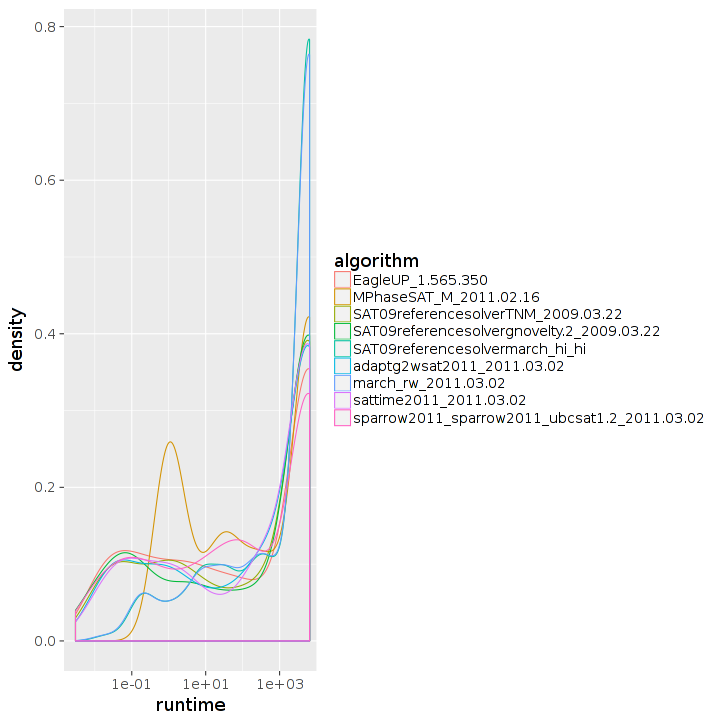 0.8
0.6
0.4
0.2
0.0
density
1e-01 1e+01 1e+03
runtime
algorithm
EagleUP_1.565.350
MPhaseSAT_M_2011.02.16
SAT09referencesolverTNM_2009.03.22
SAT09referencesolvergnovelty.2_2009.03.22
SAT09referencesolvermarch_hi_hi
adaptg2wsat2011_2011.03.02
march_rw_2011.03.02
sattime2011_2011.03.02
sparrow2011_sparrow2011_ubcsat1.2_2011.03.02